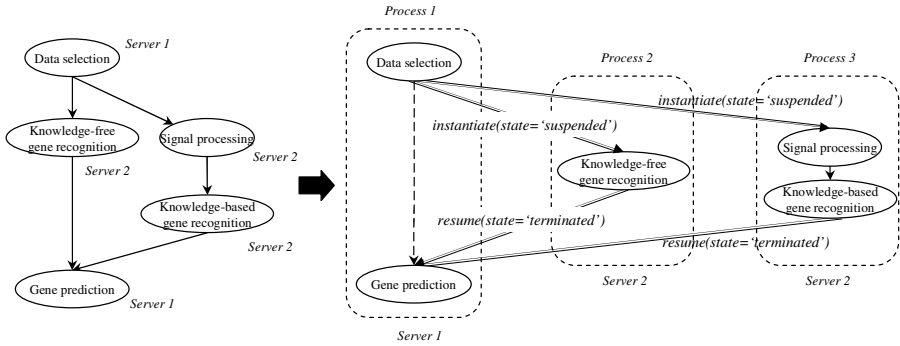 Server 1
Data selection
Knowledge-free
gene recognition
Signal processing
Server 2
Server 2
Knowledge-based
gene recognition
Server 2
Gene prediction
Server 1
Process 1
Data selection
Process 2
Process 3
instantiate(state='suspended')
instantiate(state='suspended')
Signal processing
Knowledge-free
gene recognition
Knowledge-based
gene recognition
resume(state='terminated')
resume(state='terminated')
Gene prediction
Server 2
Server 2
Server 1